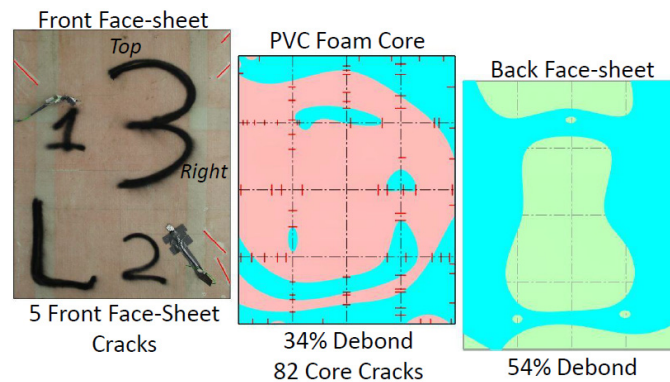 Front Face-sheet
Top
1
3
Right
L
2
5 Front Face-Sheet
Cracks
PVC Foam Core
34% Debond
82 Core Cracks
Back Face-sheet
54% Debond